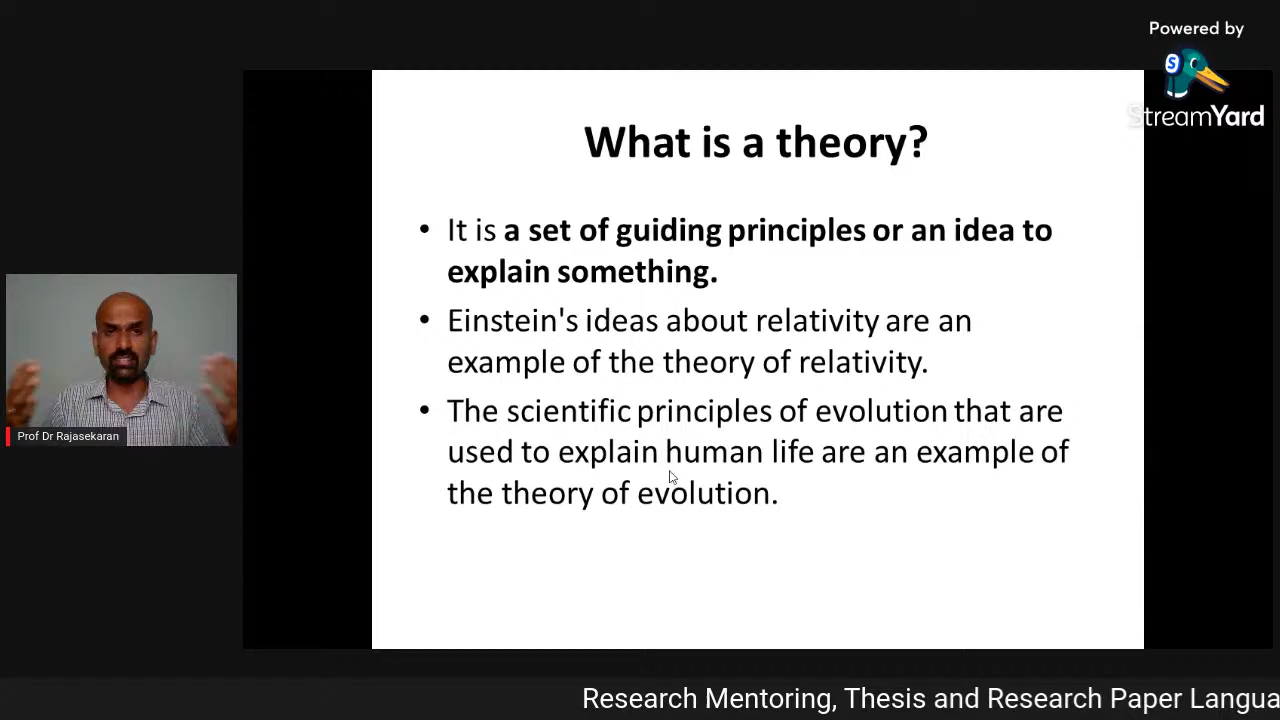 Powered by
StreamYard
What is a theory?
• It is a set of guiding principles or an idea to
explain something.
• Einstein's ideas about relativity are an
example of the theory of relativity.
• The scientific principles of evolution that are
used to explain human life are an example of
the theory of evolution.
Prof Dr Rajasekaran
Research Mentoring, Thesis and Research Paper Langua